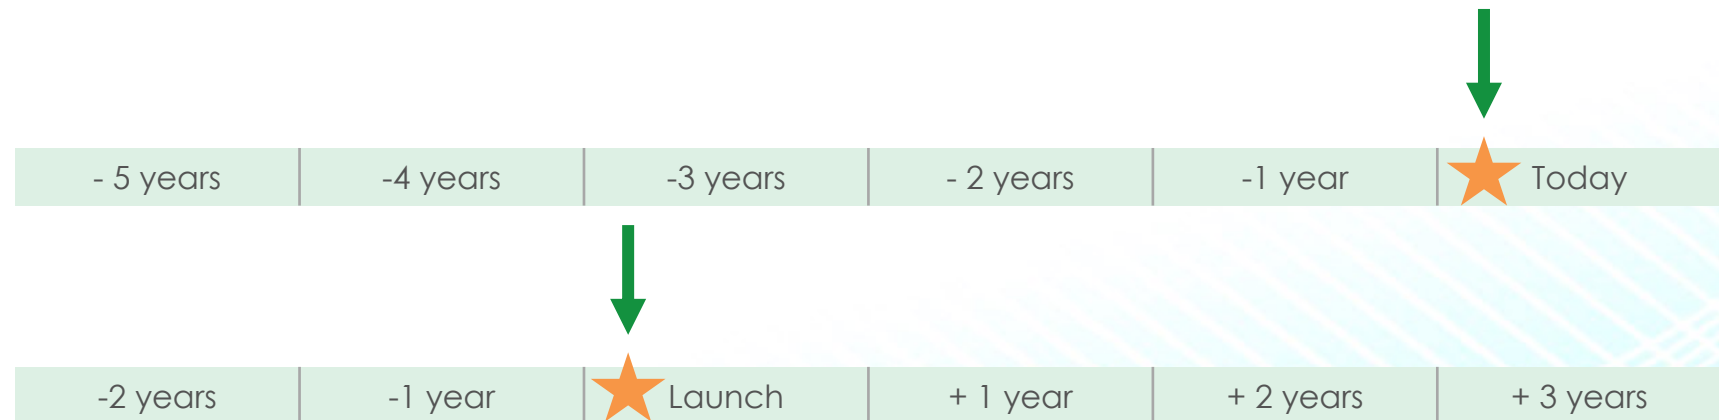 - 5 years -4 years -3 years - 2 years -1 year Today
-2 years -1 year Launch + 1 year + 2 years + 3 years